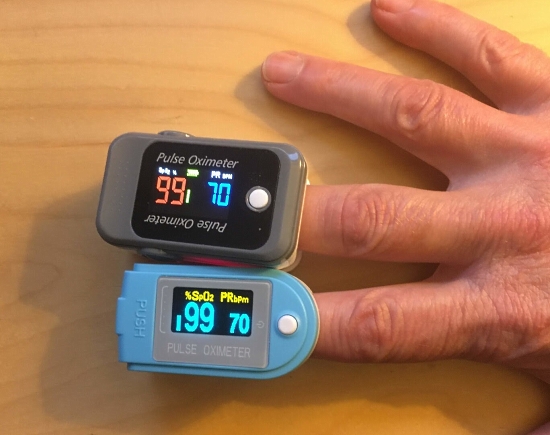 Pulse Oximeter
SpO₂ % PR BPM
99 70
Pulse Oximeter
%SpO₂ PRbpm
99 70
PUSH
PULSE OXIMETER